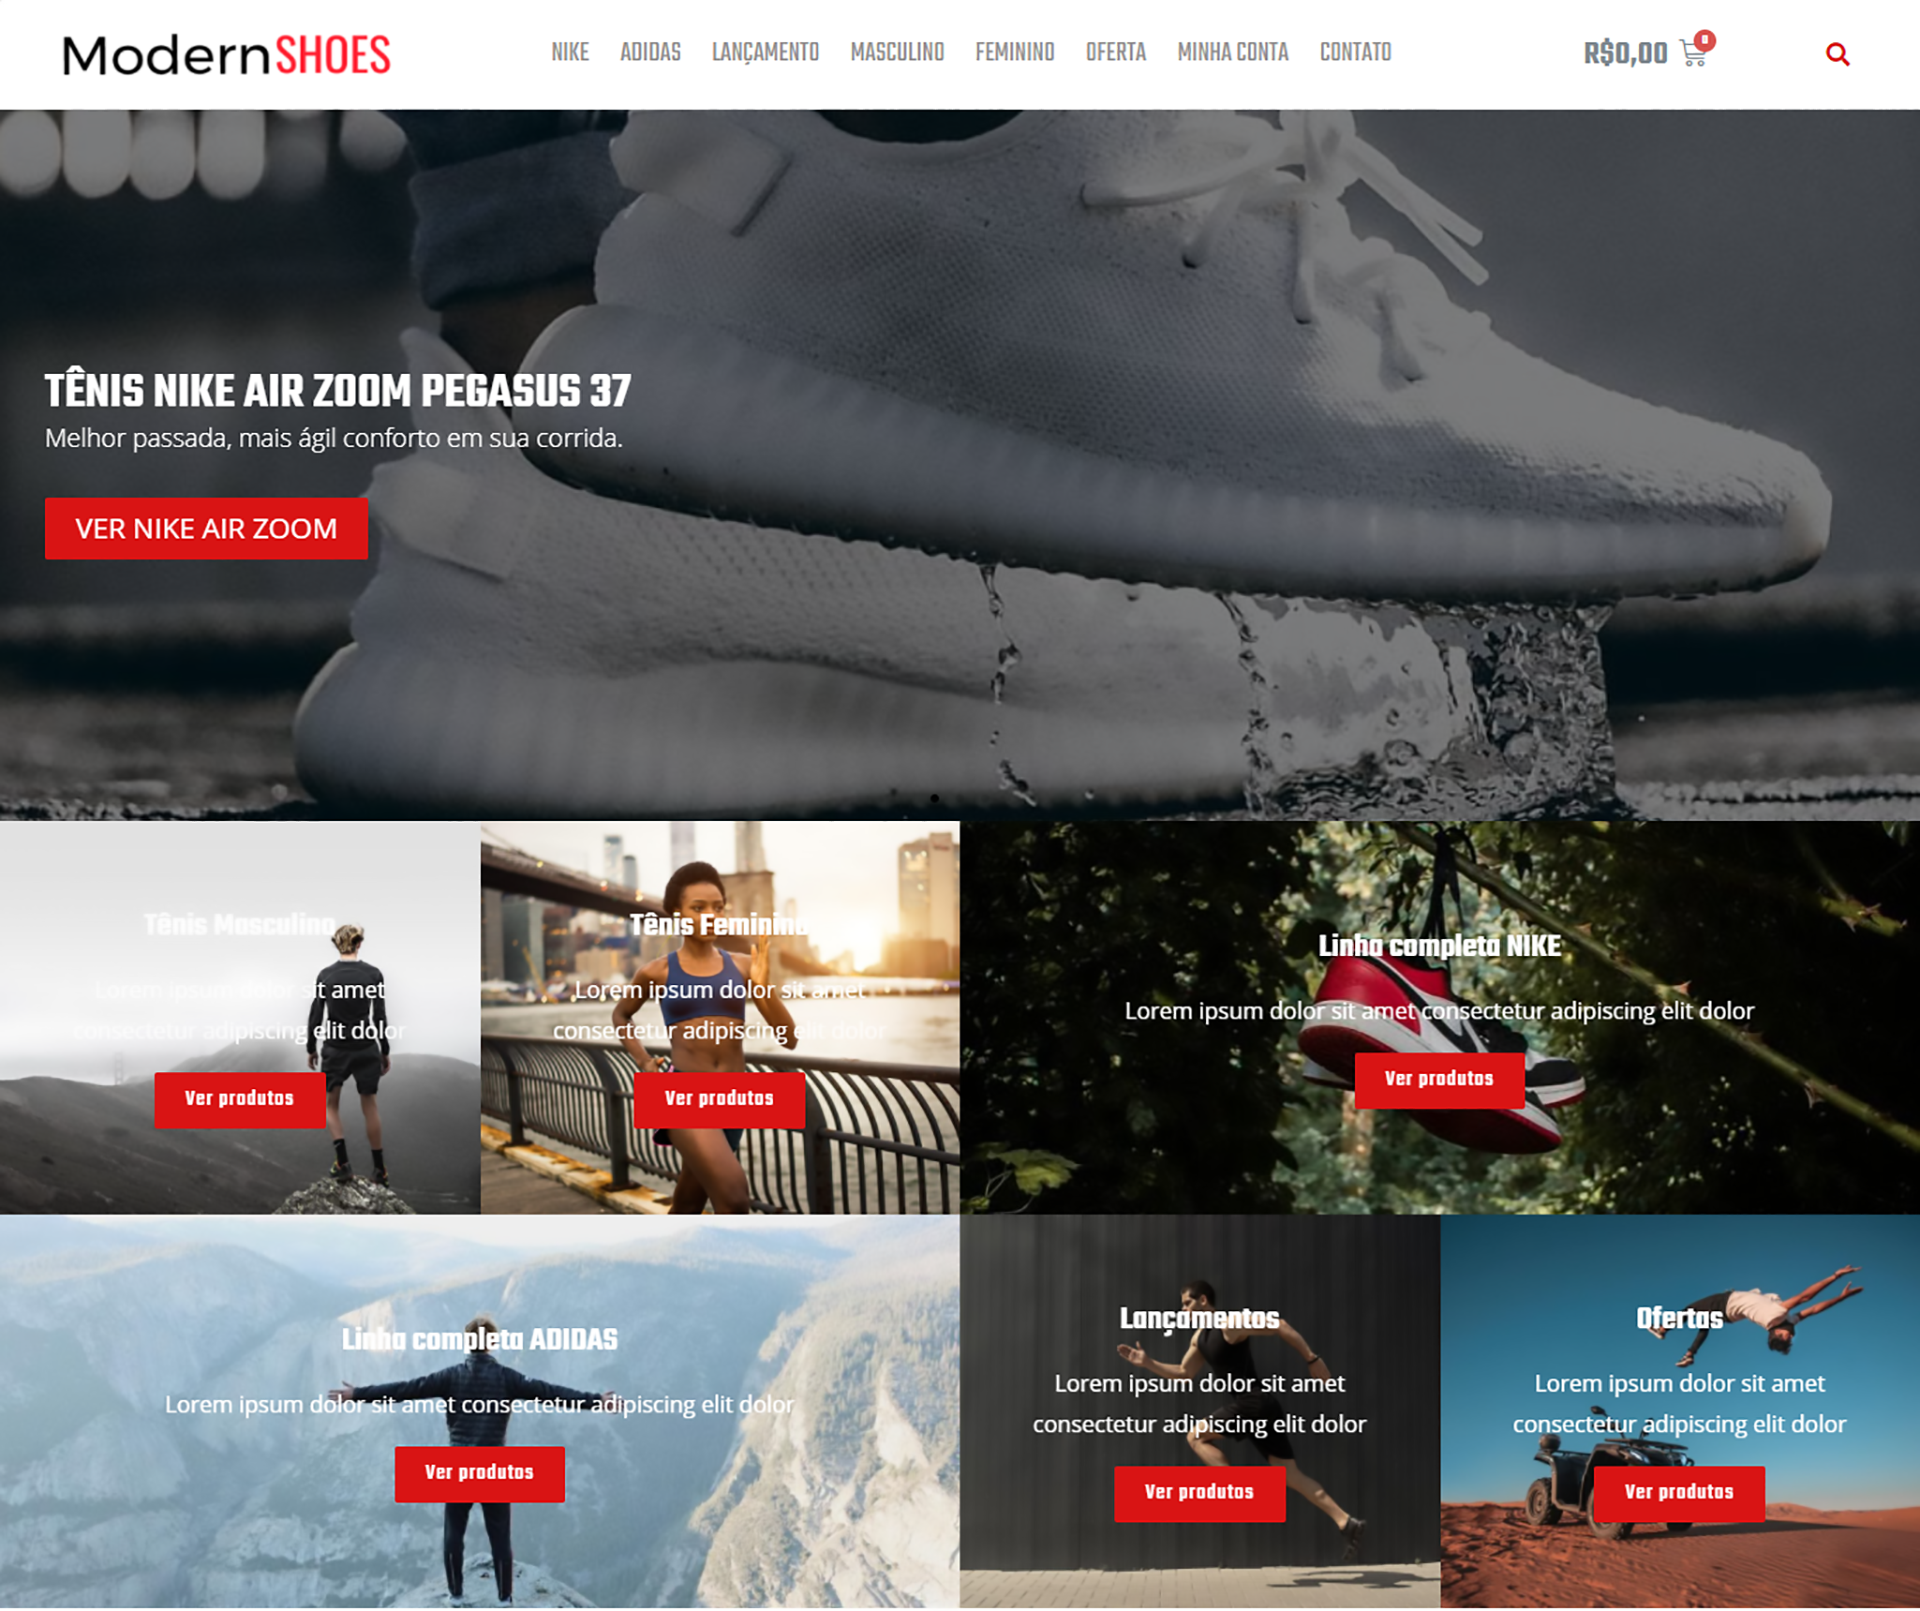 ModernSHOES
NIKE ADIDAS LANÇAMENTO MASCULINO FEMININO OFERTA MINHA CONTA CONTATO
R$0,00 0
TÊNIS NIKE AIR ZOOM PEGASUS 37
Melhor passada, mais ágil conforto em sua corrida.
VER NIKE AIR ZOOM
Tênis Masculino
Lorem ipsum dolor sit amet
consectetur adipiscing elit dolor
Ver produtos
Tênis Feminino
Lorem ipsum dolor sit amet
consectetur adipiscing elit dolor
Ver produtos
Linha completa NIKE
Lorem ipsum dolor sit amet consectetur adipiscing elit dolor
Ver produtos
Linha completa ADIDAS
Lorem ipsum dolor sit amet consectetur adipiscing elit dolor
Ver produtos
Lançamentos
Lorem ipsum dolor sit amet
consectetur adipiscing elit dolor
Ver produtos
Ofertas
Lorem ipsum dolor sit amet
consectetur adipiscing elit dolor
Ver produtos